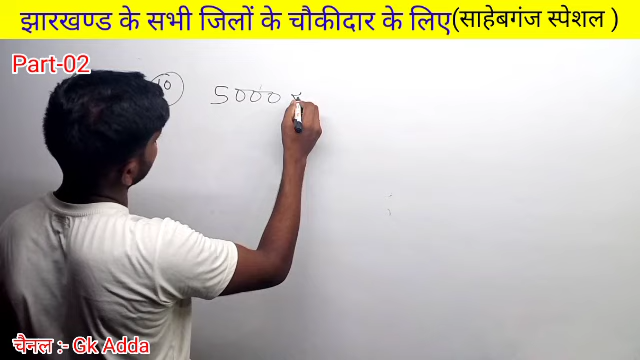 झारखण्ड के सभी जिलों के चौकीदार के लिए(साहेबगंज स्पेशल )
Part-02
10 5000
चैनल :- Gk Adda